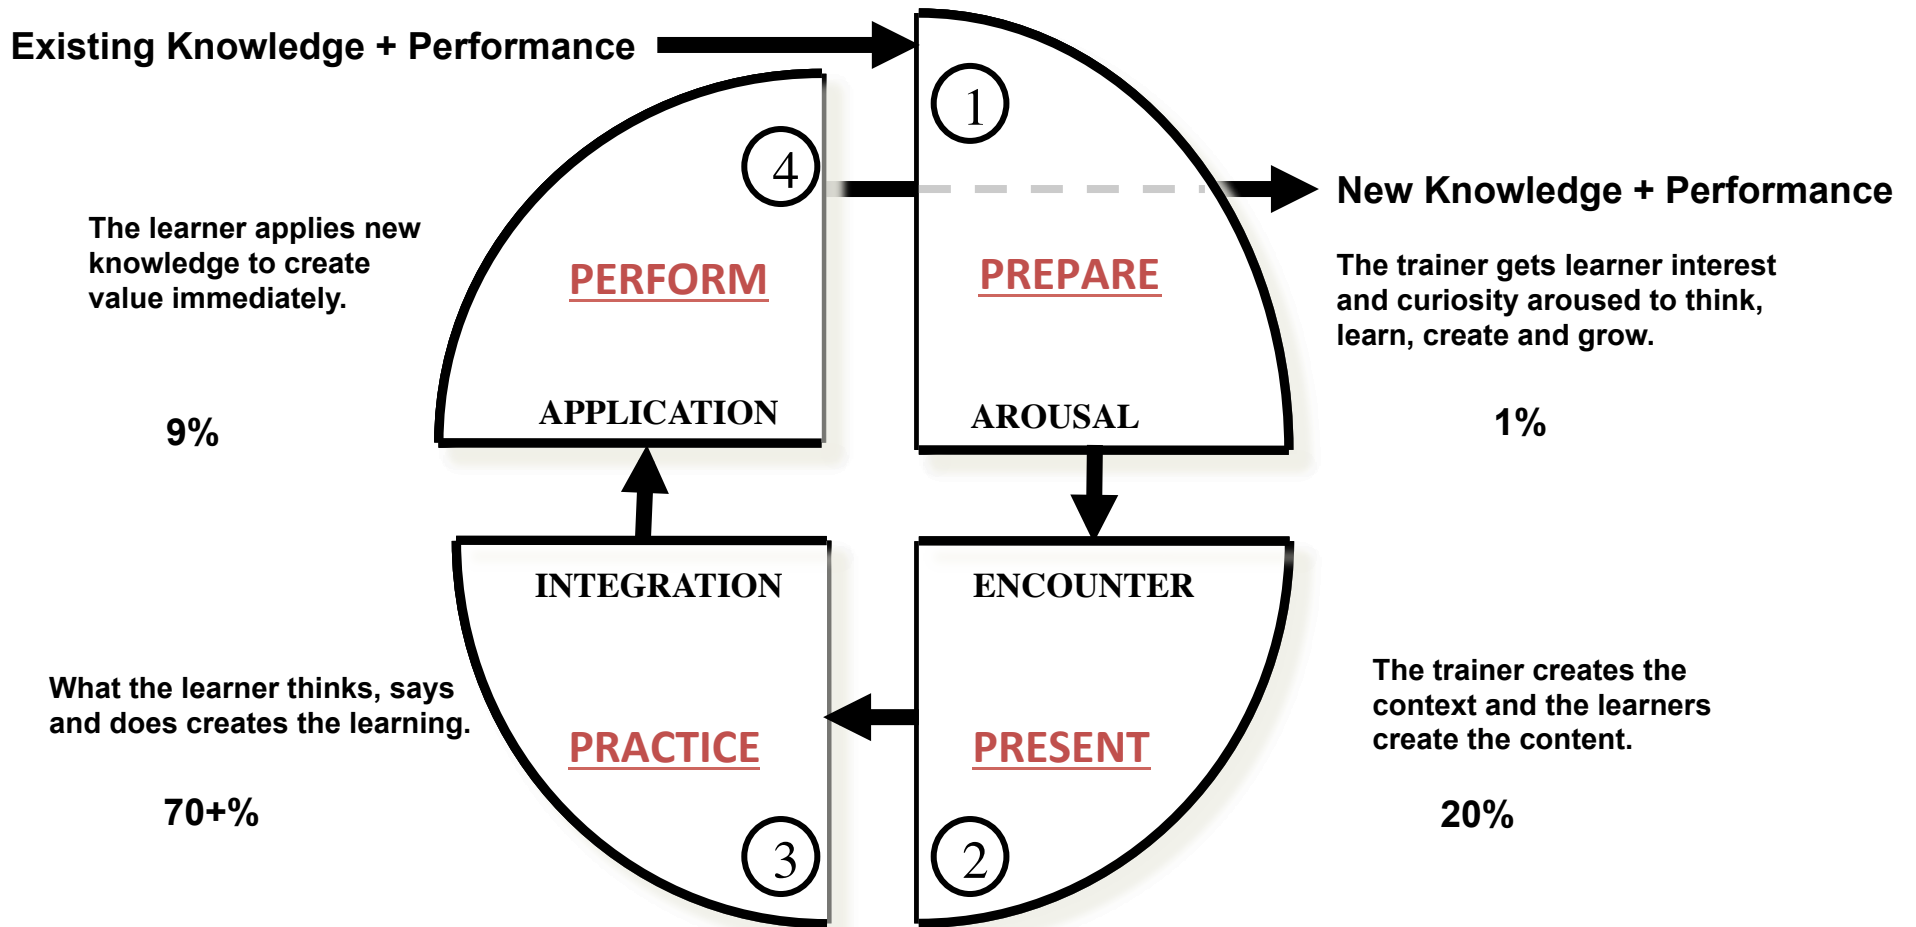 Existing Knowledge + Performance
1
4
New Knowledge + Performance
The learner applies new
knowledge to create
value immediately.
PERFORM
PREPARE
The trainer gets learner interest
and curiosity aroused to think,
learn, create and grow.
9%
APPLICATION
AROUSAL
1%
INTEGRATION
ENCOUNTER
What the learner thinks, says
and does creates the learning.
PRACTICE
PRESENT
The trainer creates the
context and the learners
create the content.
70+%
3
2
20%